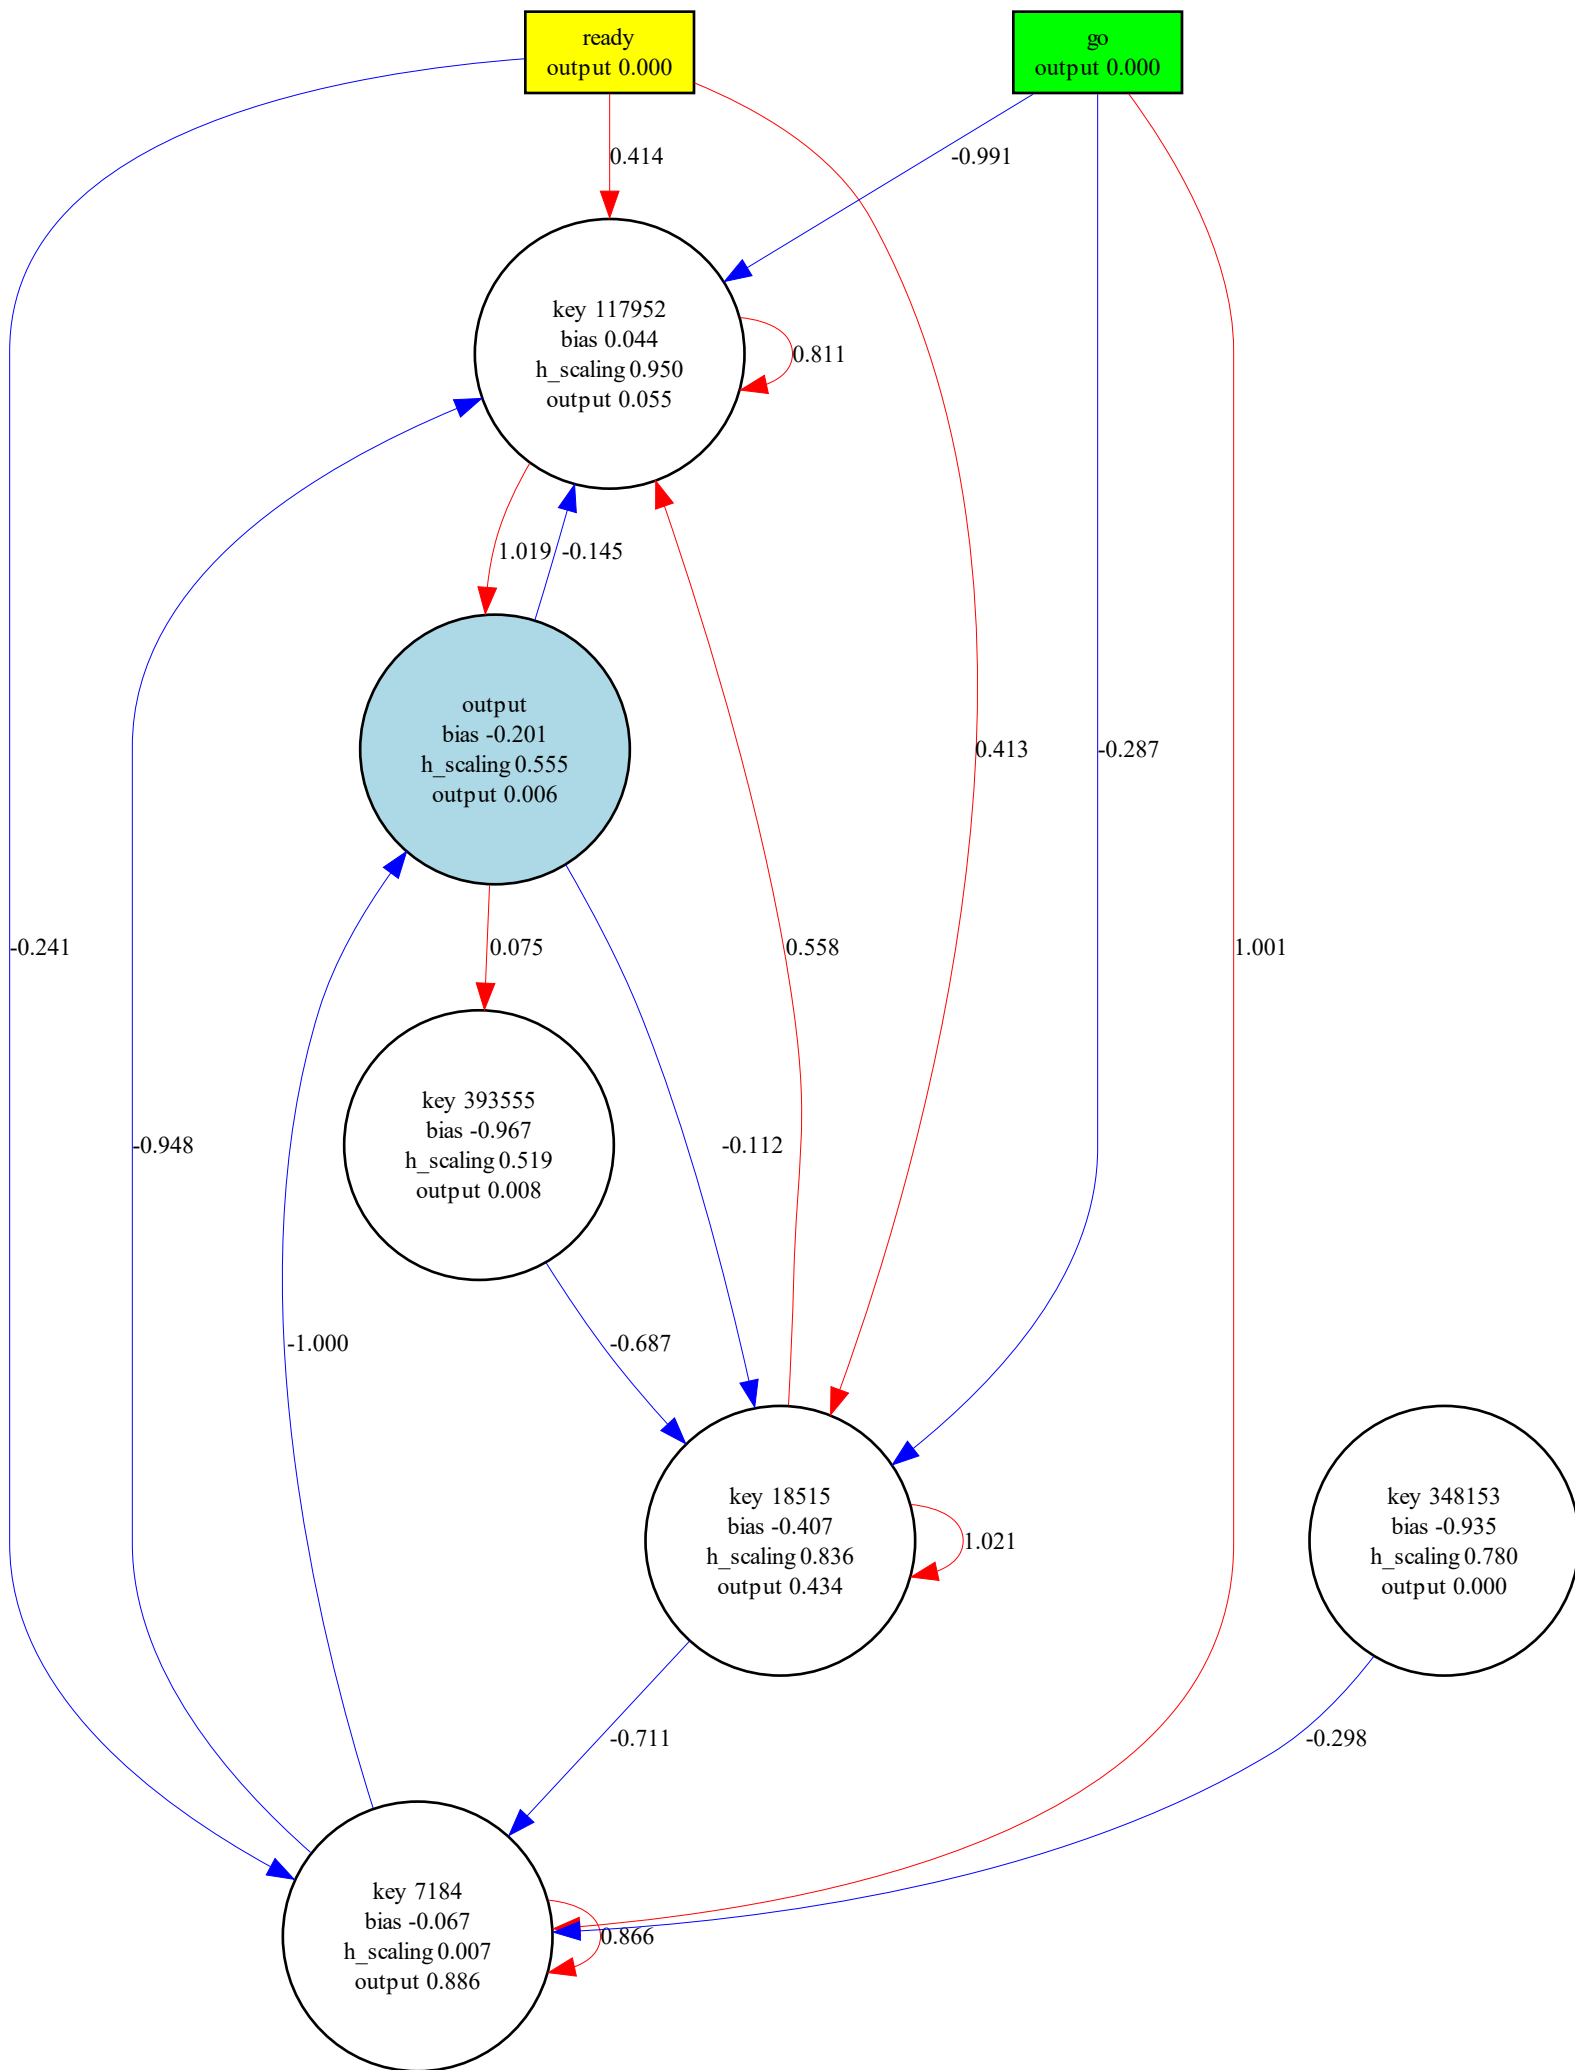 ready
output 0.000
go
output 0.000
0.414
-0.991
key 117952
bias 0.044
h_scaling 0.950
output 0.055
0.811
1.019
-0.145
output
bias -0.201
h_scaling 0.555
output 0.006
0.413
-0.287
-0.241
0.075
0.558
1.001
key 393555
bias -0.967
h_scaling 0.519
output 0.008
-0.948
-0.112
-1.000
-0.687
key 18515
bias -0.407
h_scaling 0.836
output 0.434
1.021
key 348153
bias -0.935
h_scaling 0.780
output 0.000
-0.711
-0.298
key 7184
bias -0.067
h_scaling 0.007
output 0.886
0.866